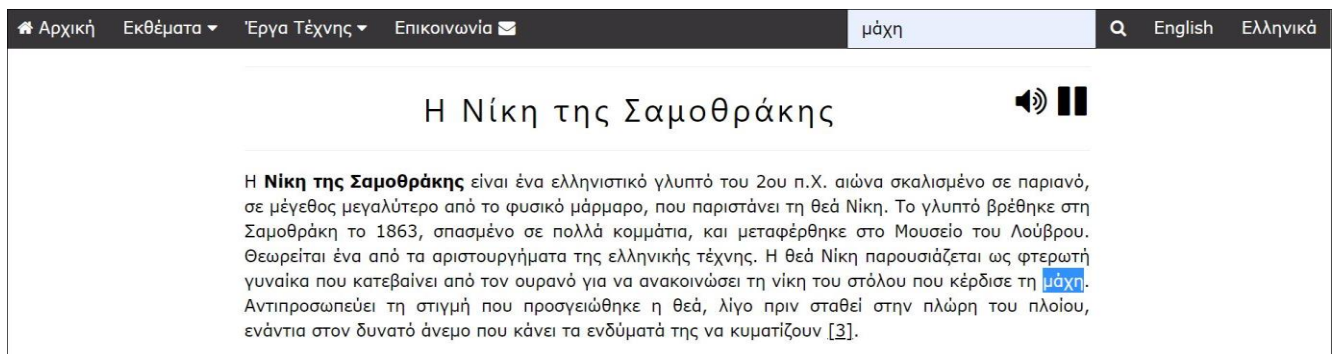 Αρχική Εκθέματα Έργα Τέχνης Επικοινωνία μάχη English Ελληνικά
Η Νίκη της Σαμοθράκης
Η Νίκη της Σαμοθράκης είναι ένα ελληνιστικό γλυπτό του 2ου π.Χ. αιώνα σκαλισμένο σε παριανό,
σε μέγεθος μεγαλύτερο από το φυσικό μάρμαρο, που παριστάνει τη θεά Νίκη. Το γλυπτό βρέθηκε στη
Σαμοθράκη το 1863, σπασμένο σε πολλά κομμάτια, και μεταφέρθηκε στο Μουσείο του Λούβρου.
Θεωρείται ένα από τα αριστουργήματα της ελληνικής τέχνης. Η θεά Νίκη παρουσιάζεται ως φτερωτή
γυναίκα που κατεβαίνει από τον ουρανό για να ανακοινώσει τη νίκη του στόλου που κέρδισε τη μάχη.
Αντιπροσωπεύει τη στιγμή που προσγειώθηκε η θεά, λίγο πριν σταθεί στην πλώρη του πλοίου,
ενάντια στον δυνατό άνεμο που κάνει τα ενδύματά της να κυματίζουν [3].